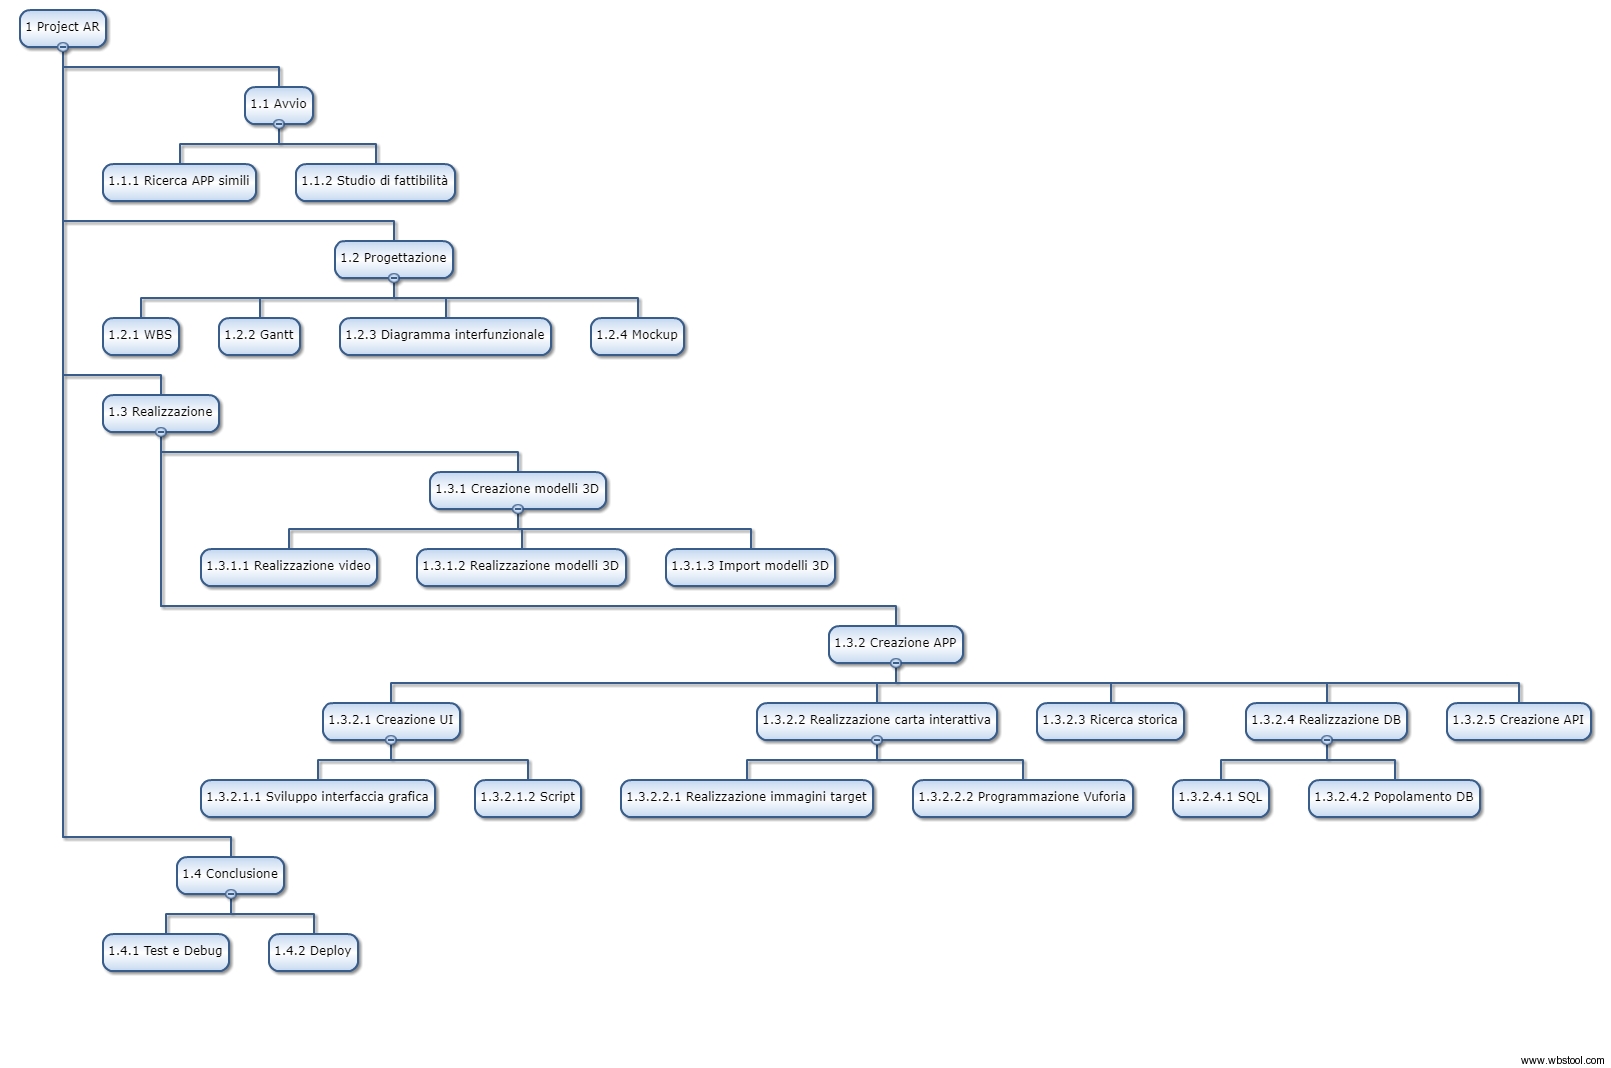 1 Project AR
1.1 Avvio
1.1.1 Ricerca APP simili
1.1.2 Studio di fattibilità
1.2 Progettazione
1.2.1 WBS
1.2.2 Gantt
1.2.3 Diagramma interfunzionale
1.2.4 Mockup
1.3 Realizzazione
1.3.1 Creazione modelli 3D
1.3.1.1 Realizzazione video
1.3.1.2 Realizzazione modelli 3D
1.3.1.3 Import modelli 3D
1.3.2 Creazione APP
1.3.2.1 Creazione UI
1.3.2.2 Realizzazione carta interattiva
1.3.2.3 Ricerca storica
1.3.2.4 Realizzazione DB
1.3.2.5 Creazione API
1.3.2.1.1 Sviluppo interfaccia grafica
1.3.2.1.2 Script
1.3.2.2.1 Realizzazione immagini target
1.3.2.2.2 Programmazione Vuforia
1.3.2.4.1 SQL
1.3.2.4.2 Popolamento DB
1.4 Conclusione
1.4.1 Test e Debug
1.4.2 Deploy
www.wbstool.com